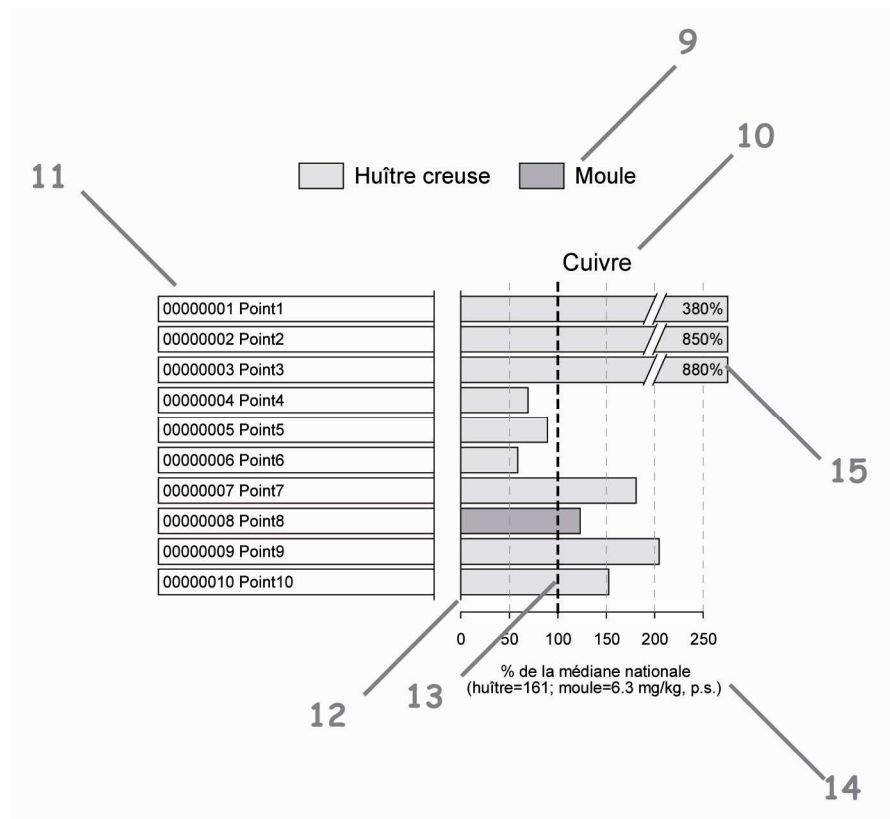 9
10
11
Huître creuse Moule
Cuivre
00000001 Point1 380%
00000002 Point2 850%
00000003 Point3 880%
00000004 Point4
00000005 Point5
00000006 Point6
15
00000007 Point7
00000008 Point8
00000009 Point9
00000010 Point10
0 50 100 150 200 250
% de la médiane nationale
(huître=161; moule=6.3 mg/kg, p.s.)
13
12
14